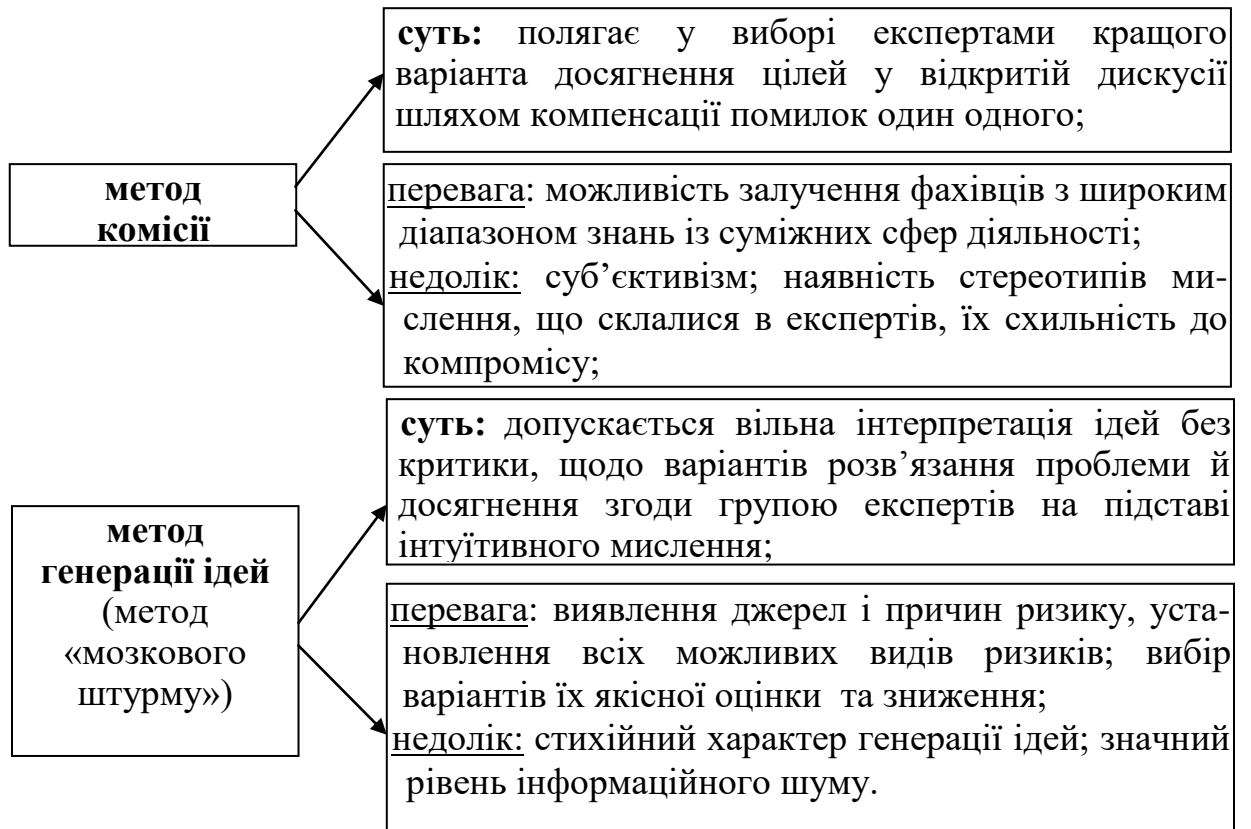 суть: полягає у виборі експертами кращого
варіанта досягнення цілей у відкритій дискусії
шляхом компенсації помилок один одного;
метод
комісії
перевага: можливість залучення фахівців з широким
діапазоном знань із суміжних сфер діяльності;
недолік: суб’єктивізм; наявність стереотипів ми-
слення, що склалися в експертів, їх схильність до
компромісу;
суть: допускається вільна інтерпретація ідей без
критики, щодо варіантів розв’язання проблеми й
досягнення згоди групою експертів на підставі
інтуїтивного мислення;
метод
генерації ідей
(метод
«мозкового
штурму»)
перевага: виявлення джерел і причин ризику, уста-
новлення всіх можливих видів ризиків; вибір
варіантів їх якісної оцінки та зниження;
недолік: стихійний характер генерації ідей; значний
рівень інформаційного шуму.